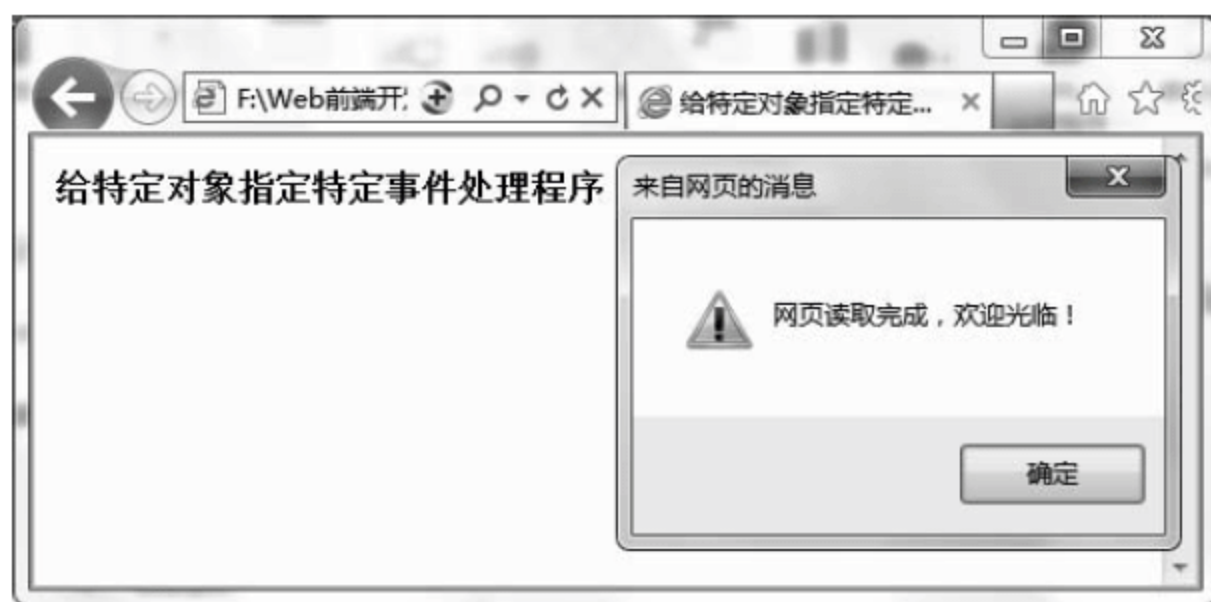 F:\Web前端开
给特定对象指定特定...
给特定对象指定特定事件处理程序
来自网页的消息
网页读取完成，欢迎光临！
确定